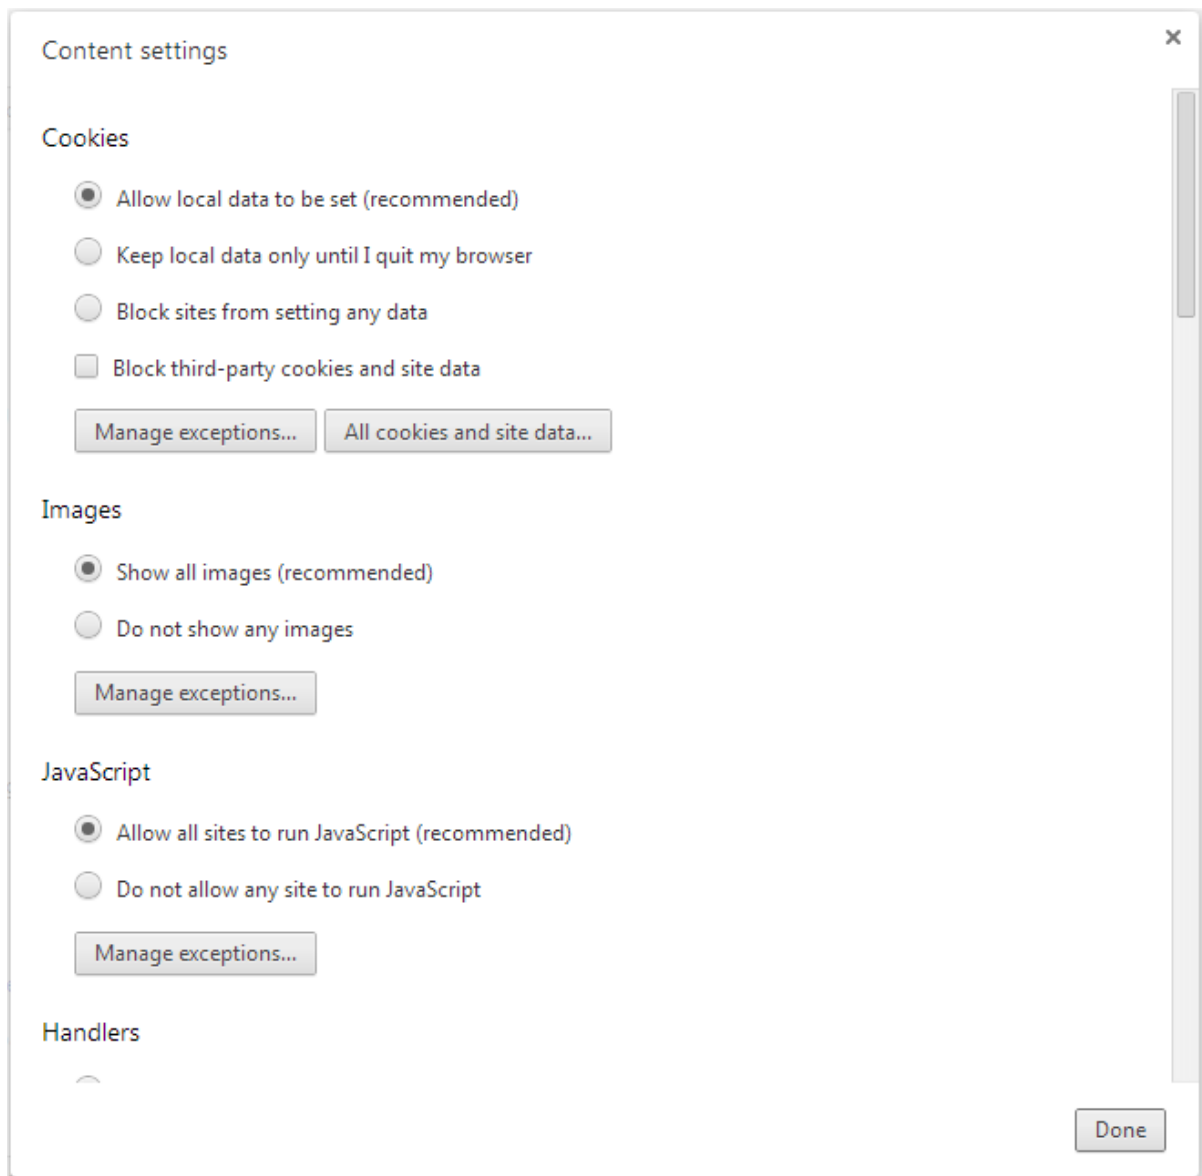 Content settings
Cookies
Allow local data to be set (recommended)
Keep local data only until I quit my browser
Block sites from setting any data
Block third-party cookies and site data
Manage exceptions... All cookies and site data...
Images
Show all images (recommended)
Do not show any images
Manage exceptions...
JavaScript
Allow all sites to run JavaScript (recommended)
Do not allow any site to run JavaScript
Manage exceptions...
Handlers
Done